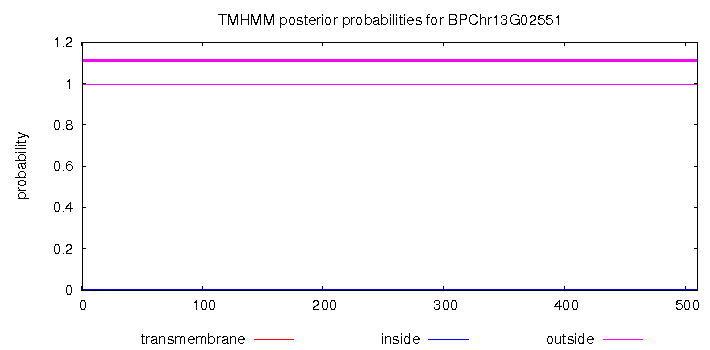 TMHMM posterior probabilities for BPChr13G02551
1.2
1
0.8
0.6
0.4
0.2
0
probability
0 100 200 300 400 500
transmembrane inside outside